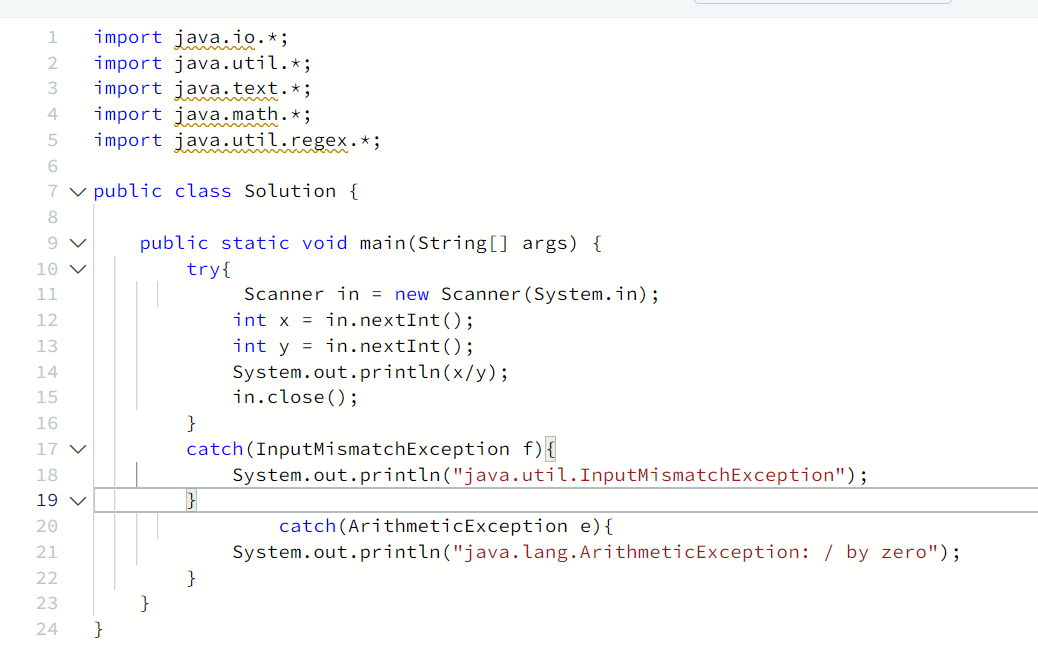 1 import java.io.*;
2 import java.util.*;
3 import java.text.*;
4 import java.math.*;
5 import java.util.regex.*;
6
7 public class Solution {
8
9 public static void main(String[] args) {
10 try{
11 Scanner in = new Scanner(System.in);
12 int x = in.nextInt();
13 int y = in.nextInt();
14 System.out.println(x/y);
15 in.close();
16 }
17 catch(InputMismatchException f){
18 System.out.println("java.util.InputMismatchException");
19 }
20 catch(ArithmeticException e){
21 System.out.println("java.lang.ArithmeticException: / by zero");
22 }
23 }
24 }